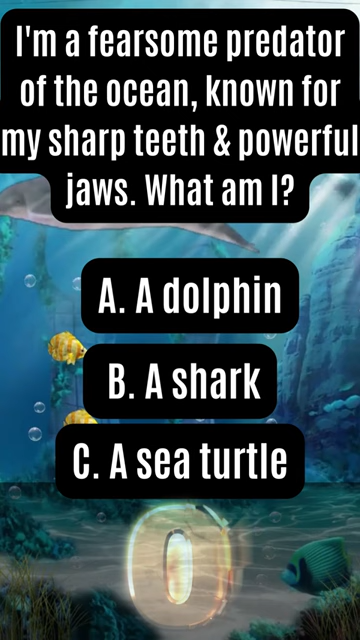 I'm a fearsome predator
of the ocean, known for
my sharp teeth & powerful
jaws. What am I?
A. A dolphin
B. A shark
C. A sea turtle
0